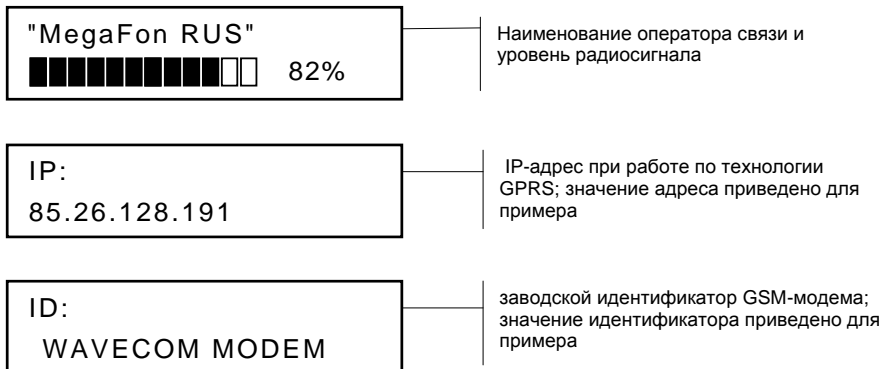 "MegaFon RUS"
82%
Наименование оператора связи и
уровень радиосигнала
IP:
85.26.128.191
IP-адрес при работе по технологии
GPRS; значение адреса приведено для
примера
ID:
WAVECOM MODEM
заводской идентификатор GSM-модема;
значение идентификатора приведено для
примера